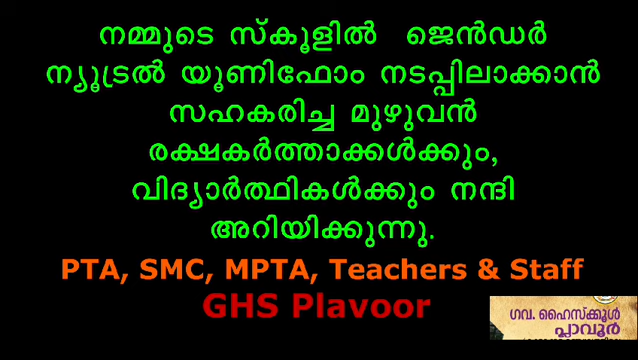 നമ്മുടെ സ്കൂളിൽ ജെൻഡർ
ന്യൂട്രൽ യൂണിഫോം നടപ്പിലാക്കാൻ
സഹകരിച്ച മുഴുവൻ
രക്ഷകർത്താക്കൾക്കും,
വിദ്യാർത്ഥികൾക്കും നന്ദി
അറിയിക്കുന്നു.
PTA, SMC, MPTA, Teachers & Staff
GHS Plavoor
ഗവ. ഹൈസ്ക്കൂൾ
പ്ലാവൂർ